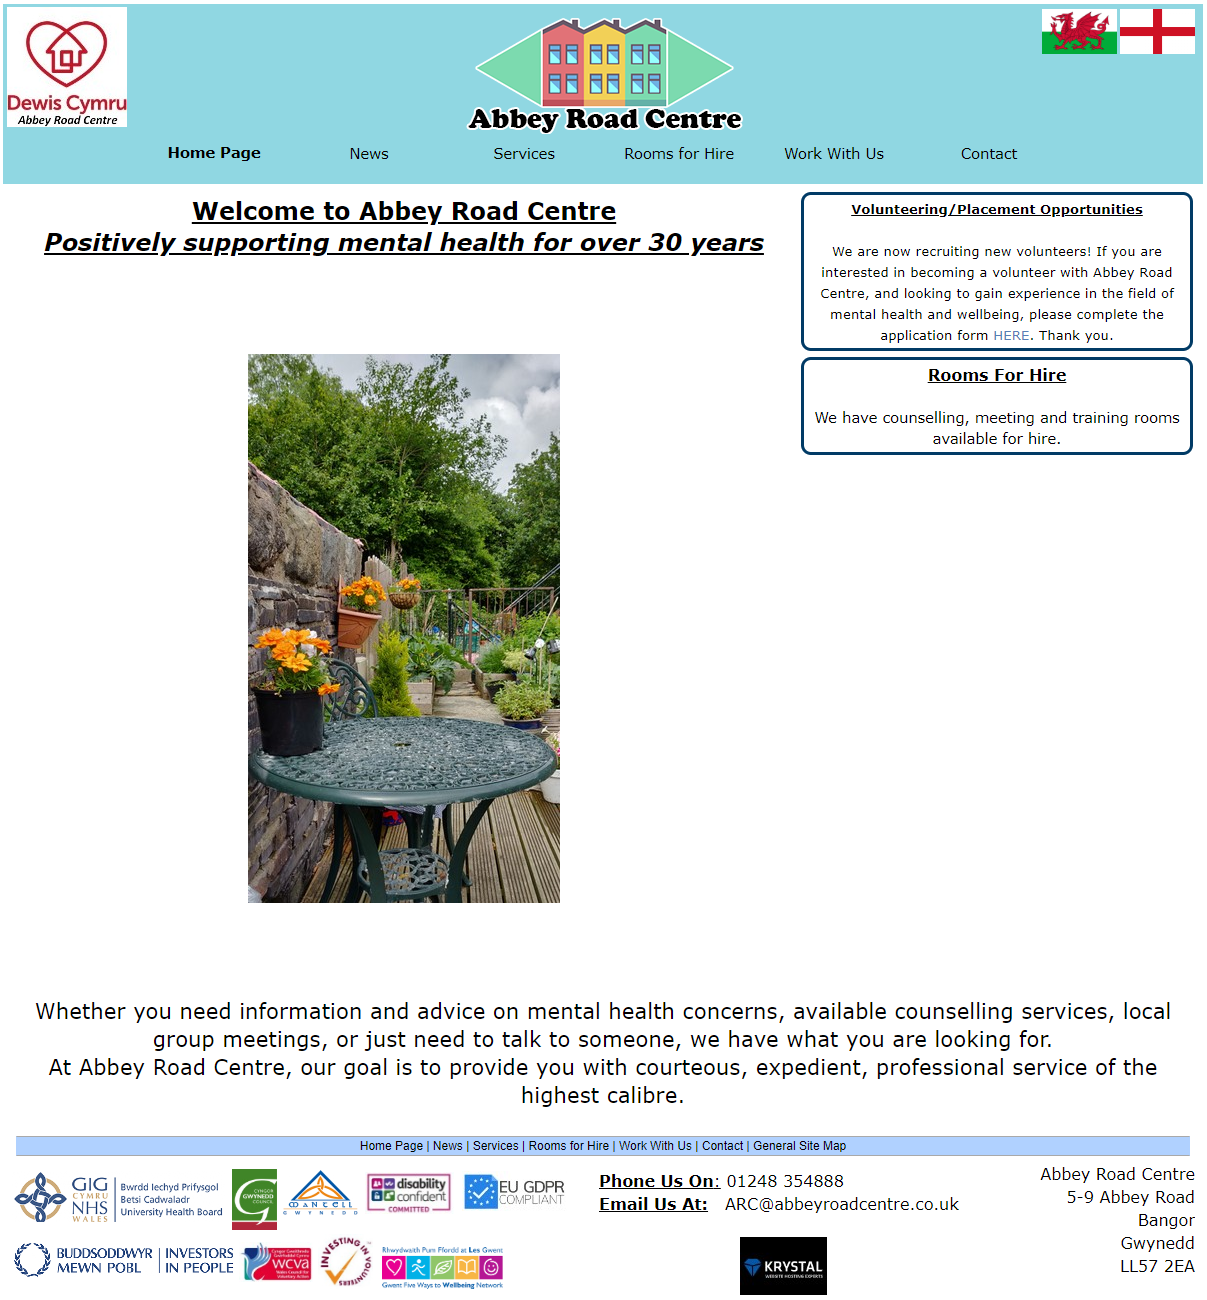 Dewis Cymru
Abbey Road Centre
Abbey Road Centre
Home Page
News
Services
Rooms for Hire
Work With Us
Contact
Welcome to Abbey Road Centre
Positively supporting mental health for over 30 years
Volunteering/Placement Opportunities
We are now recruiting new volunteers! If you are
interested in becoming a volunteer with Abbey Road
Centre, and looking to gain experience in the field of
mental health and wellbeing, please complete the
application form HERE. Thank you.
Rooms For Hire
We have counselling, meeting and training rooms
available for hire.
Whether you need information and advice on mental health concerns, available counselling services, local
group meetings, or just need to talk to someone, we have what you are looking for.
At Abbey Road Centre, our goal is to provide you with courteous, expedient, professional service of the
highest calibre.
Home Page | News | Services | Rooms for Hire | Work With Us | Contact | General Site Map
GIG
CYMRU
NHS
WALES
Bwrdd Iechyd Prifysgol
Betsi Cadwaladr
University Health Board
CYNGOR
GWYNEDD
COUNCIL
MANTELL
GWYNEDD
disability
confident
COMMITTED
EU GDPR
COMPLIANT
Phone Us On: 01248 354888
Email Us At: ARC@abbeyroadcentre.co.uk
Abbey Road Centre
5-9 Abbey Road
Bangor
Gwynedd
LL57 2EA
BUDDSODDWYR
MEWN POBL
INVESTORS
IN PEOPLE
wcva
INVESTING IN VOLUNTEERS
Rhwydwaith Pum Ffordd at Les Gwent
Gwent Five Ways to Wellbeing Network
KRYSTAL
WEBSITE HOSTING EXPERTS